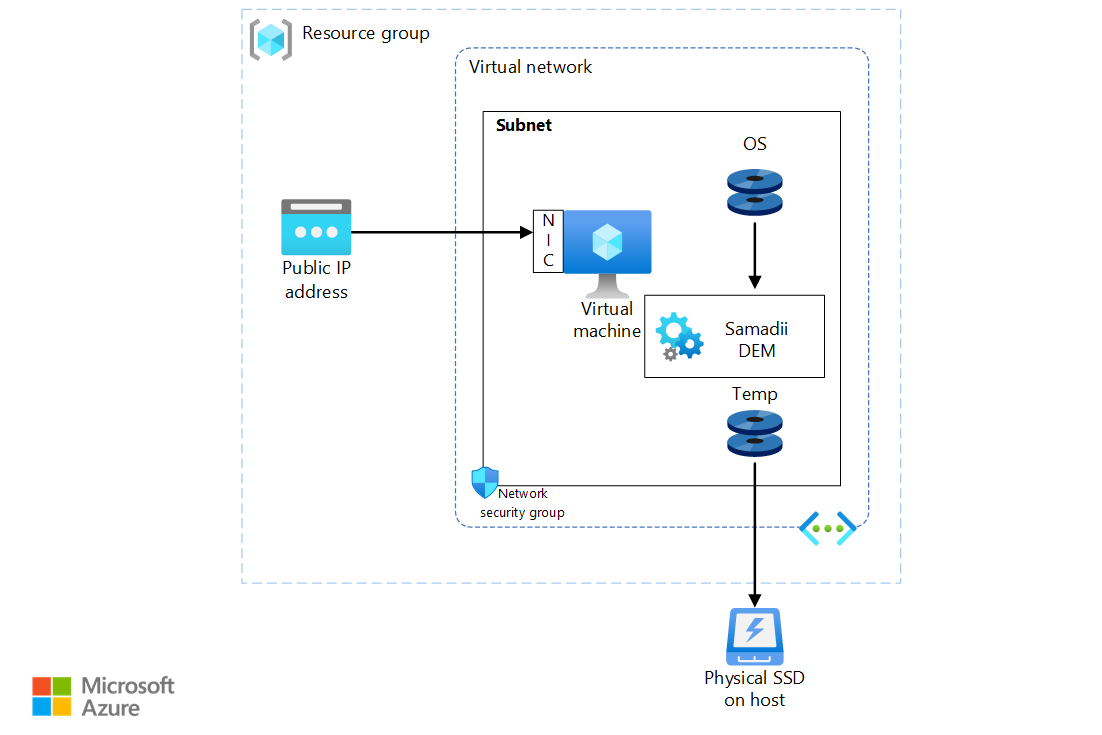 Resource group
Virtual network
Subnet
OS
N
I
C
Public IP
address
Virtual
machine
Samadii
DEM
Temp
Network
security group
Physical SSD
on host
Microsoft
Azure